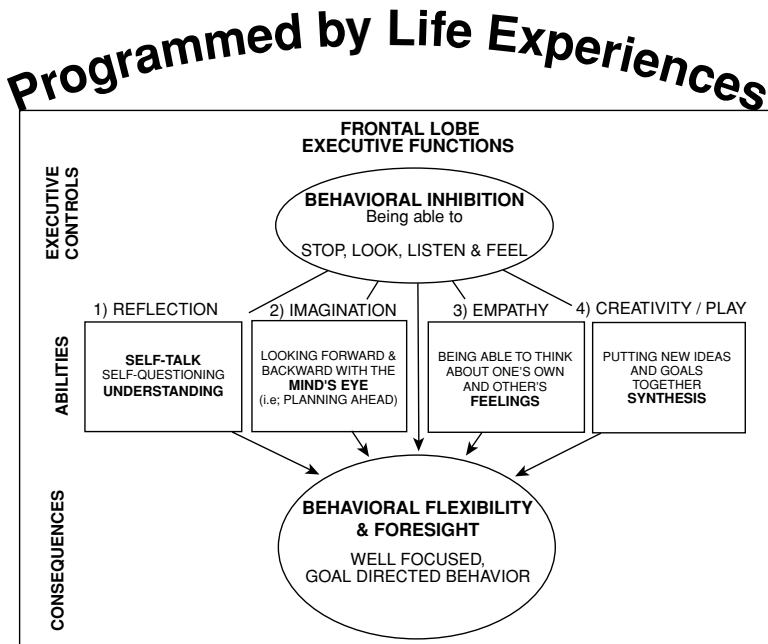 Programmed by Life Experiences
FRONTAL LOBE
EXECUTIVE FUNCTIONS
EXECUTIVE
CONTROLS
BEHAVIORAL INHIBITION
Being able to
STOP, LOOK, LISTEN & FEEL
ABILITIES
1) REFLECTION
SELF-TALK
SELF-QUESTIONING
UNDERSTANDING
2) IMAGINATION
LOOKING FORWARD &
BACKWARD WITH THE
MIND'S EYE
(i.e; PLANNING AHEAD)
3) EMPATHY
BEING ABLE TO THINK
ABOUT ONE'S OWN
AND OTHER'S
FEELINGS
4) CREATIVITY / PLAY
PUTTING NEW IDEAS
AND GOALS
TOGETHER
SYNTHESIS
CONSEQUENCES
BEHAVIORAL FLEXIBILITY
& FORESIGHT
WELL FOCUSED,
GOAL DIRECTED BEHAVIOR